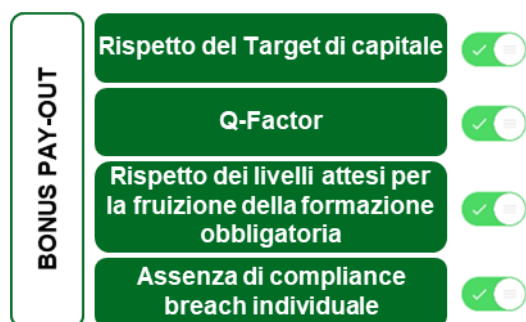 BONUS PAY-OUT
Rispetto del Target di capitale
Q-Factor
Rispetto dei livelli attesi per
la fruizione della formazione
obbligatoria
Assenza di compliance
breach individuale